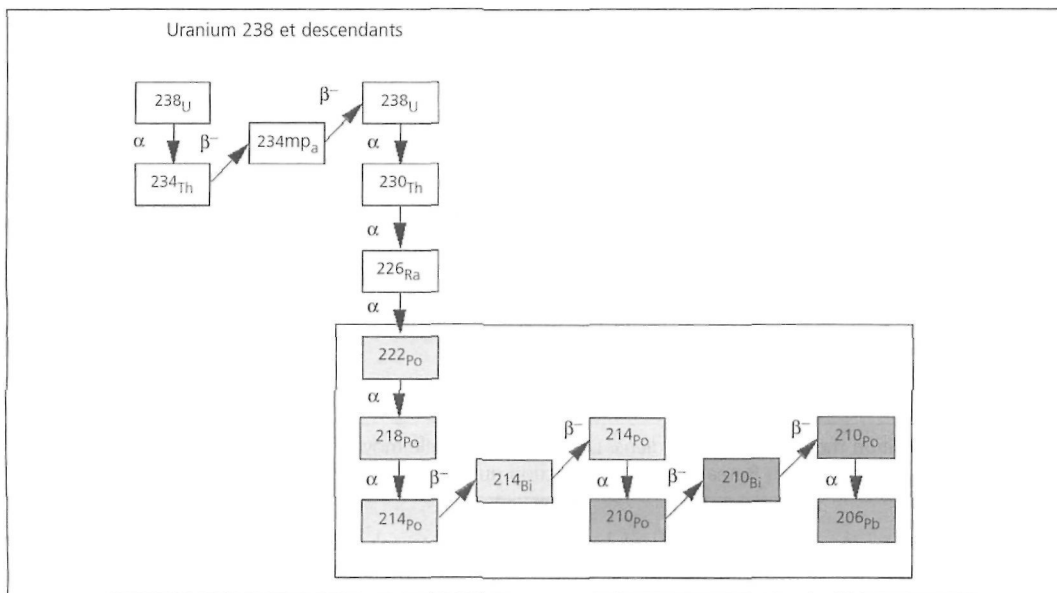 Uranium 238 et descendants
238U
β⁻
238U
α
β⁻
234mpa
α
234Th
230Th
α
226Ra
α
222Po
α
218Po
β⁻
214Po
β⁻
210Po
α
β⁻
214Bi
α
β⁻
210Bi
α
214Po
210Po
206Pb